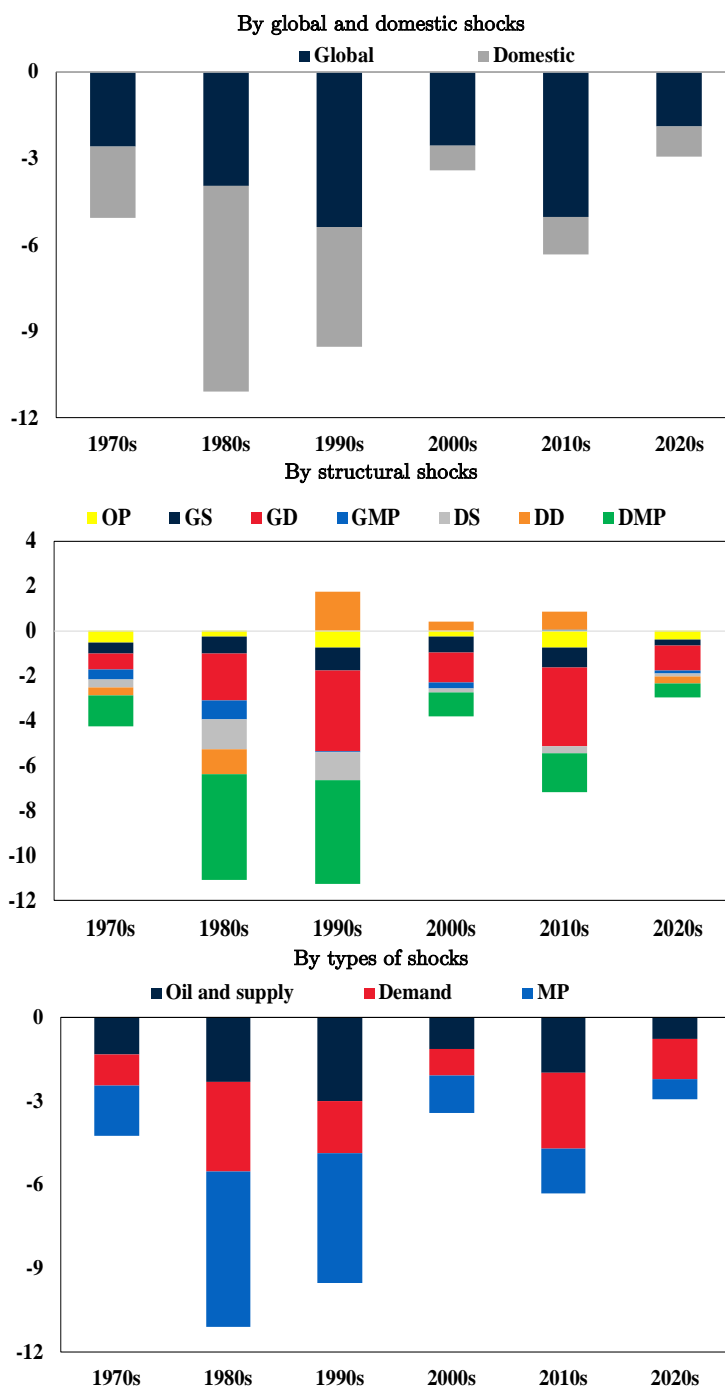 By global and domestic shocks
Global Domestic
0
-3
-6
-9
-12
1970s 1980s 1990s 2000s 2010s 2020s
By structural shocks
OP GS GD GMP DS DD DMP
4
2
0
-2
-4
-6
-8
-10
-12
1970s 1980s 1990s 2000s 2010s 2020s
By types of shocks
Oil and supply Demand MP
0
-3
-6
-9
-12
1970s 1980s 1990s 2000s 2010s 2020s